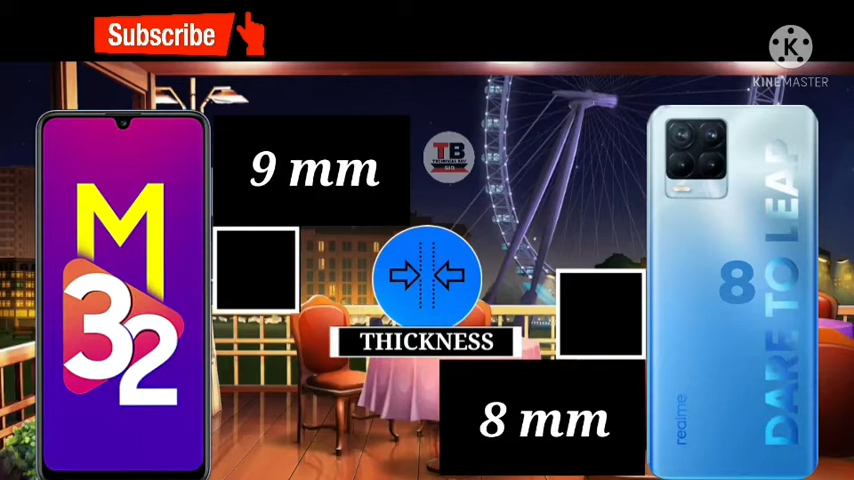 Subscribe
K
KINEMASTER
9 mm
TB
M
32
THICKNESS
8 mm
8
DARE TO LEAP
realme